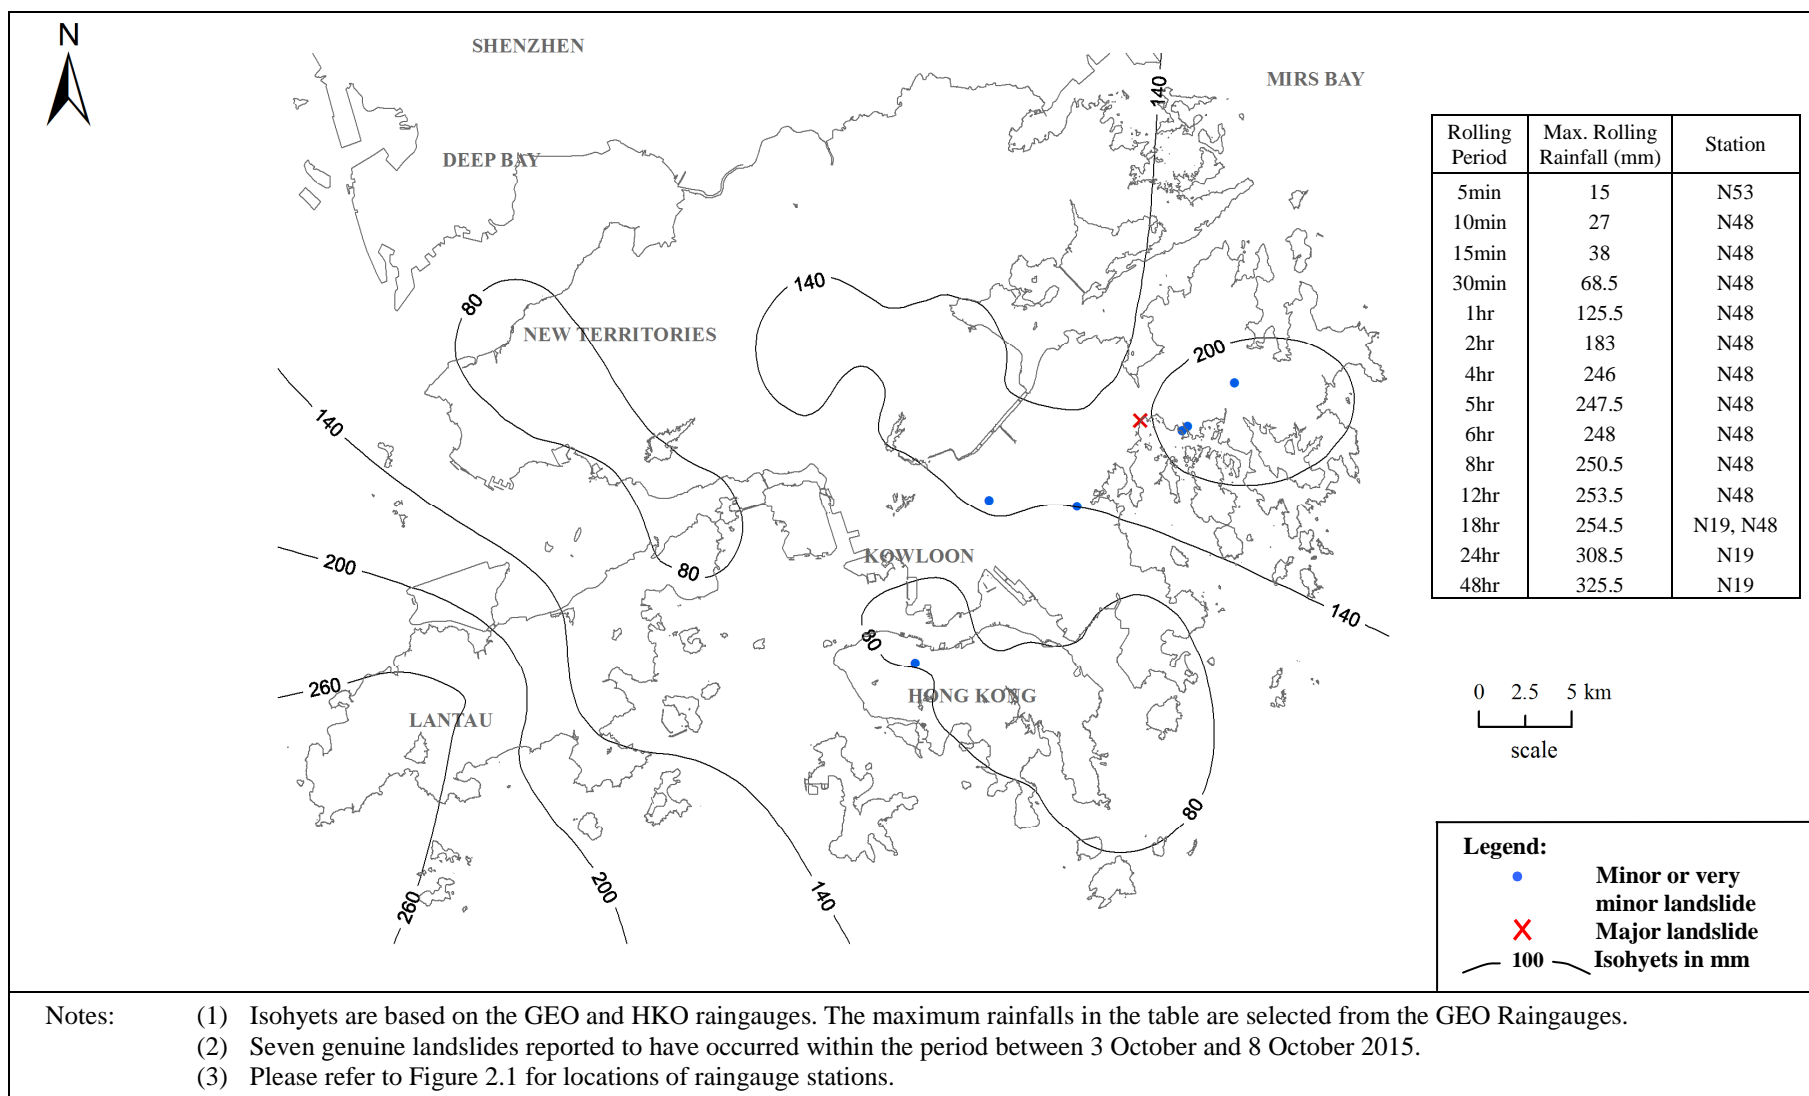 N
SHENZHEN
MIRS BAY
140
DEEP BAY
Rolling Period Max. Rolling Rainfall (mm) Station
5min 15 N53
10min 27 N48
15min 38 N48
30min 68.5 N48
1hr 125.5 N48
2hr 183 N48
4hr 246 N48
5hr 247.5 N48
6hr 248 N48
8hr 250.5 N48
12hr 253.5 N48
18hr 254.5 N19, N48
24hr 308.5 N19
48hr 325.5 N19
140
80
NEW TERRITORIES
200
140
KOWLOON
200
80
140
80
260
HONG KONG
LANTAU
0 2.5 5 km
scale
80
200
140
260
Legend:
Minor or very
minor landslide
Major landslide
100 Isohyets in mm
Notes: (1) Isohyets are based on the GEO and HKO raingauges. The maximum rainfalls in the table are selected from the GEO Raingauges.
(2) Seven genuine landslides reported to have occurred within the period between 3 October and 8 October 2015.
(3) Please refer to Figure 2.1 for locations of raingauge stations.